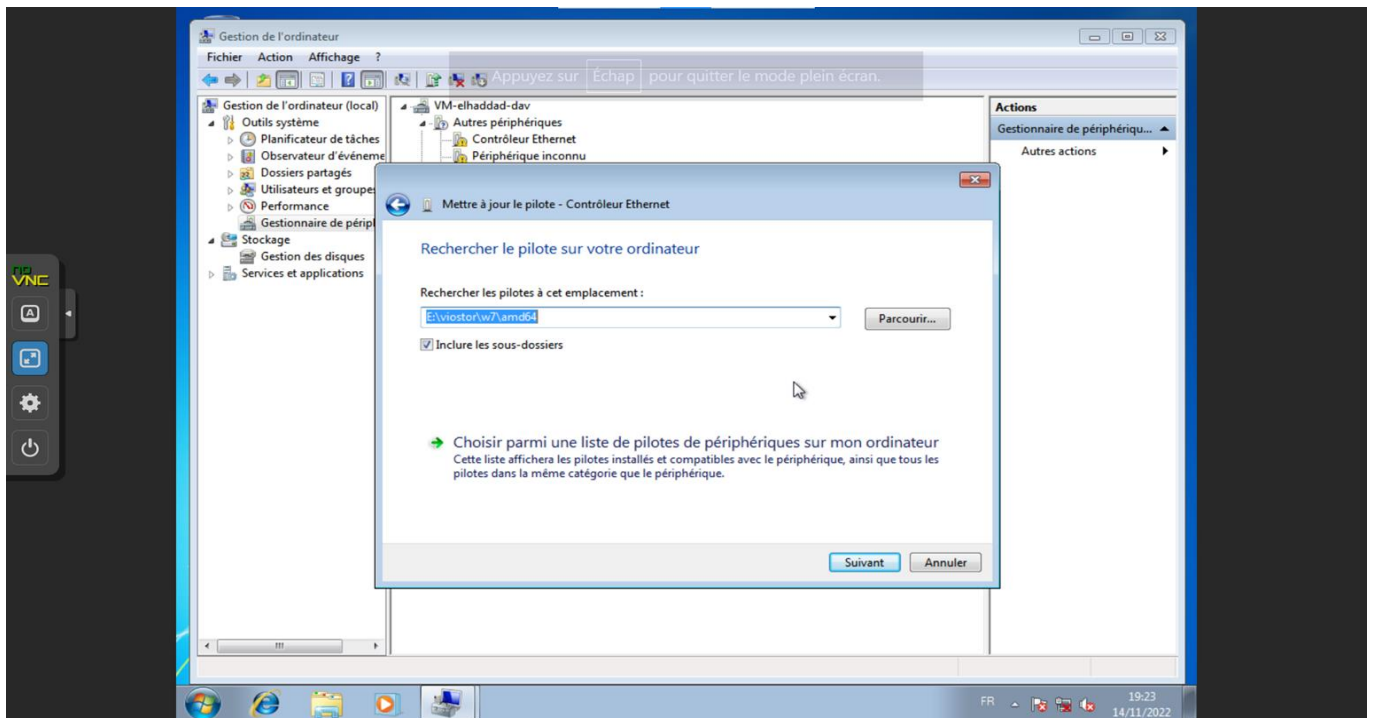 Gestion de l'ordinateur
Fichier Action Affichage ?
Appuyez sur Échap pour quitter le mode plein écran.
Gestion de l'ordinateur (local)
Outils système
Planificateur de tâches
Observateur d'événeme
Dossiers partagés
Utilisateurs et groupes
Performance
Gestionnaire de péripl
Stockage
Gestion des disques
Services et applications
VM-elhaddad-dav
Autres périphériques
Contrôleur Ethernet
Périphérique inconnu
Actions
Gestionnaire de périphériqu...
Autres actions
Mettre à jour le pilote - Contrôleur Ethernet
Rechercher le pilote sur votre ordinateur
Rechercher les pilotes à cet emplacement :
E:\viostor\w7\amd64
Parcourir...
Inclure les sous-dossiers
Choisir parmi une liste de pilotes de périphériques sur mon ordinateur
Cette liste affichera les pilotes installés et compatibles avec le périphérique, ainsi que tous les
pilotes dans la même catégorie que le périphérique.
Suivant Annuler
noVNC
A
FR
19:23
14/11/2022